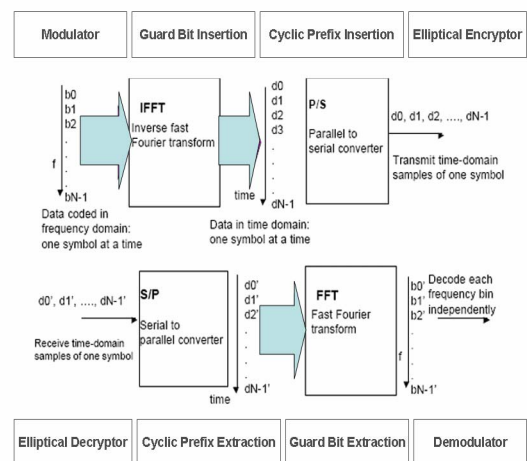 Modulator
Guard Bit Insertion
Cyclic Prefix Insertion
Elliptical Encryptor
b0
b1
b2
.
.
.
.
bN-1
f
Data coded in
frequency domain:
one symbol at a time
IFFT
Inverse fast
Fourier transform
d0
d1
d2
d3
.
.
.
.
dN-1
time
Data in time domain:
one symbol at a time
P/S
Parallel to
serial converter
d0, d1, d2, ...., dN-1
Transmit time-domain
samples of one symbol
d0', d1', ...., dN-1'
Receive time-domain
samples of one symbol
S/P
Serial to
parallel converter
d0'
d1'
d2'
.
.
.
.
dN-1'
time
FFT
Fast Fourier
transform
b0'
b1'
b2'
.
.
.
.
bN-1'
f
Decode each
frequency bin
independently
Elliptical Decryptor
Cyclic Prefix Extraction
Guard Bit Extraction
Demodulator